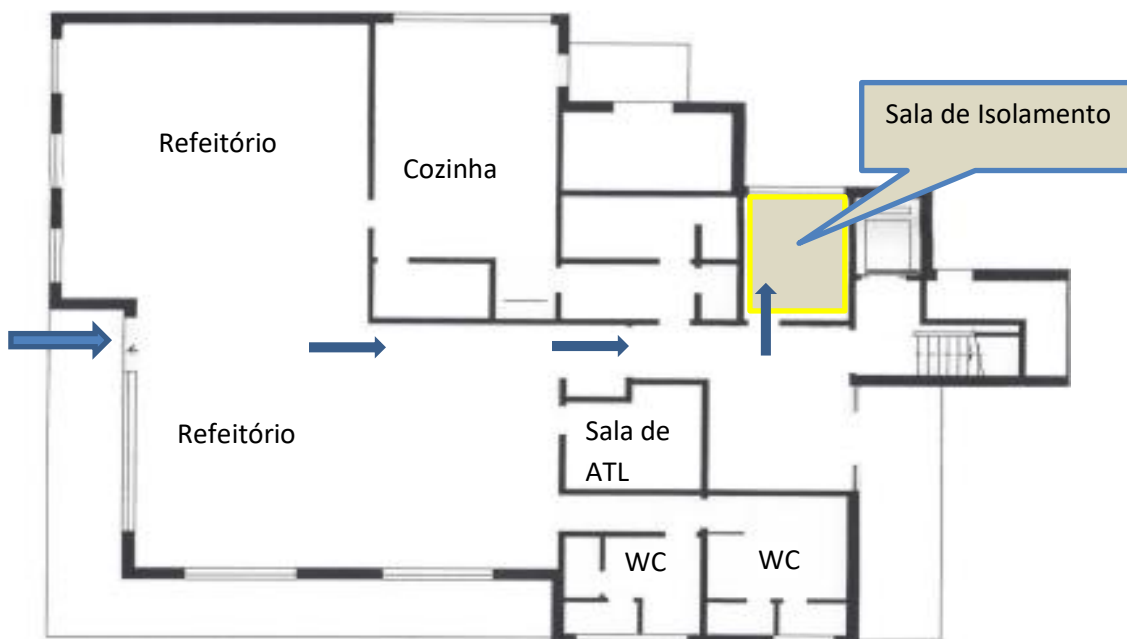 Sala de Isolamento
Refeitório
Cozinha
Refeitório
Sala de
ATL
WC
WC